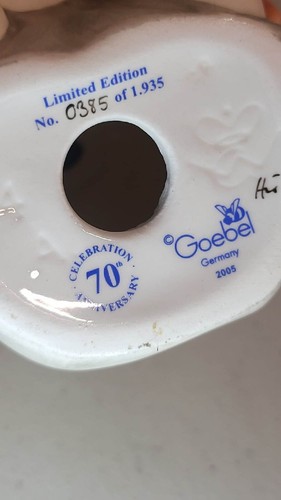 Limited Edition
No. 0385 of 1.935
©Goebel
Germany
2005
CELEBRATION
70th
ANNIVERSARY